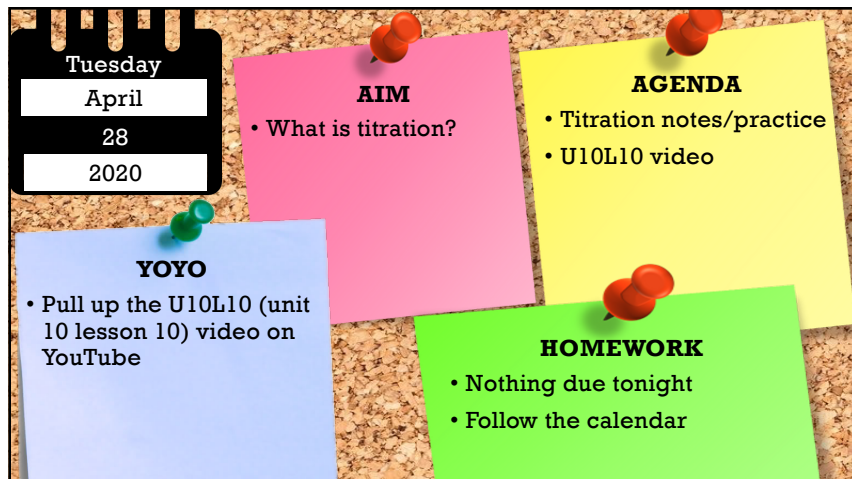 Tuesday
April
28
2020
AIM
• What is titration?
AGENDA
• Titration notes/practice
• U10L10 video
YOYO
• Pull up the U10L10 (unit
10 lesson 10) video on
YouTube
HOMEWORK
• Nothing due tonight
• Follow the calendar